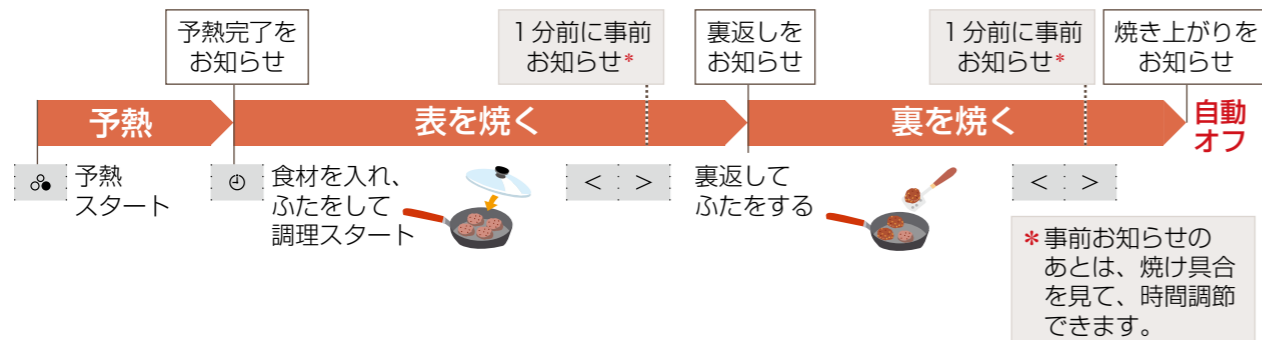 予熱完了を
お知らせ
1分前に事前
お知らせ*
裏返しを
お知らせ
1分前に事前
お知らせ*
焼き上がりを
お知らせ
予熱
表を焼く
裏を焼く
自動
オフ
予熱
スタート
食材を入れ、
ふたをして
調理スタート
< >
裏返して
ふたをする
< >
*事前お知らせの
あとは、焼け具合
を見て、時間調節
できます。